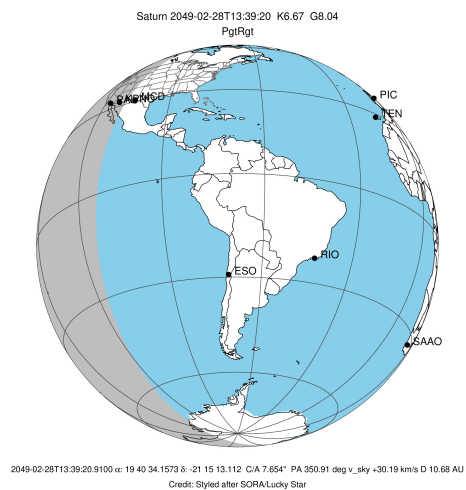 Saturn 2049-02-28T13:39:20 K6.67 G8.04
PgtRgt
PIC
MCD
TEN
RIO
ESO
SAAO
2049-02-28T13:39:20.9100 α: 19 40 34.1573 δ: -21 15 13.112 C/A 7.654" PA 350.91 deg v_sky +30.19 km/s D 10.68 AU
Credit: Styled after SORA/Lucky Star